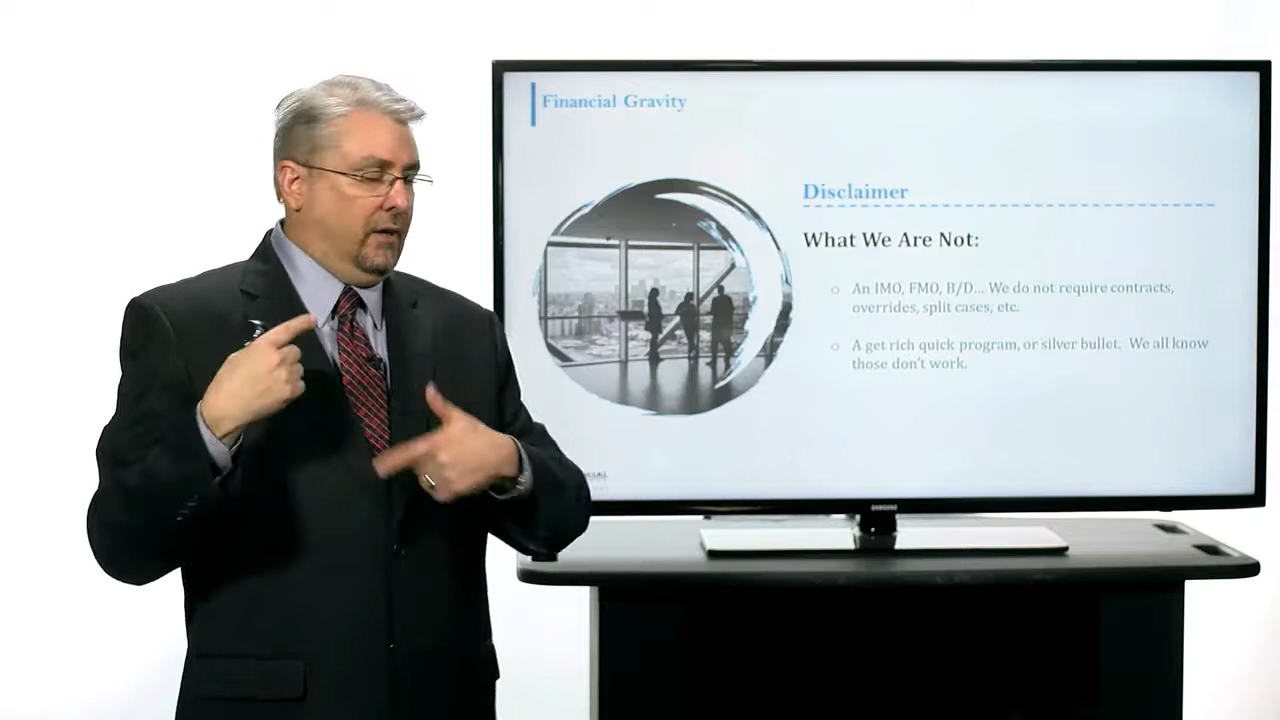 Financial Gravity
Disclaimer
What We Are Not:
An IMO, FMO, B/D... We do not require contracts,
overrides, split cases, etc.
A get rich quick program, or silver bullet.  We all know
those don't work.
SAMSUNG